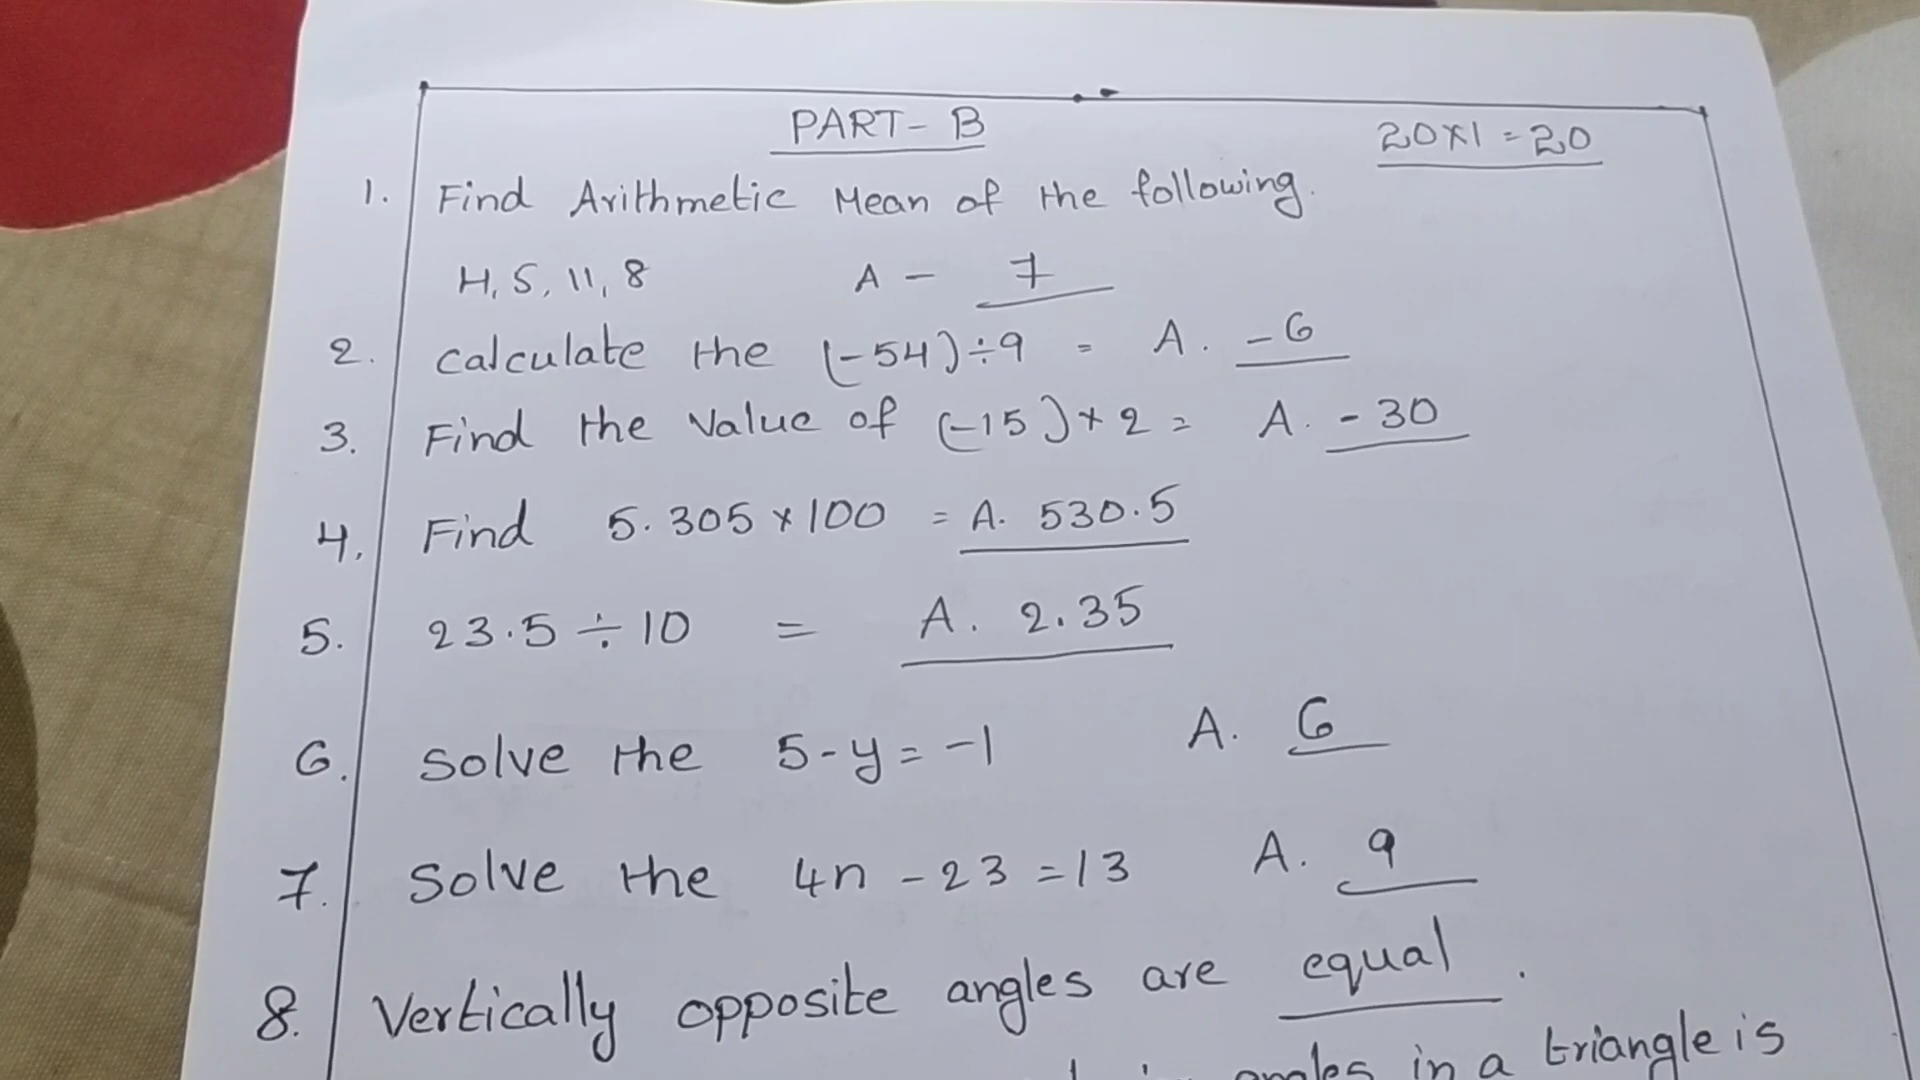 PART- B
20×1 = 20
1. Find Arithmetic Mean of the following.
4, 5, 11, 8 A - 7
2. Calculate the (-54)÷9 = A. -6
3. Find the Value of (-15)×2 = A. -30
4. Find 5.305×100 = A. 530.5
5. 23.5÷10 = A. 2.35
6. Solve the 5-y=-1 A. 6
7. Solve the 4n-23=13 A. 9
8. Vertically opposite angles are equal.
angles in a triangle is